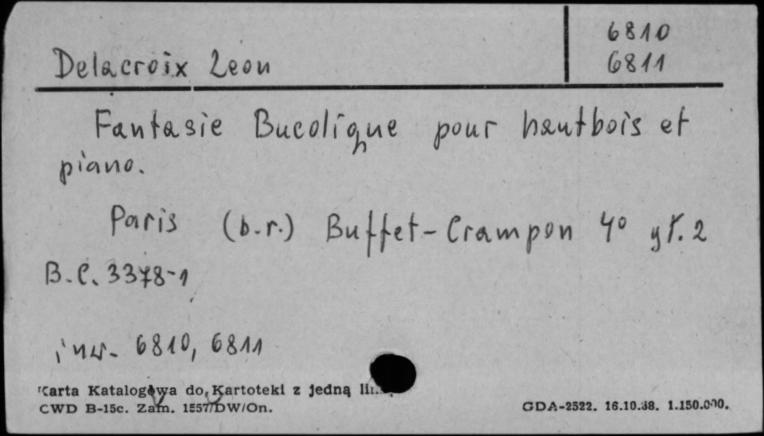 6810
Delacroix Leon 6811
Fantasie Bucolique pour hautbois et
piano.
Paris (b.r.) Buffet-Crampon 4° gł. 2
B.C. 3378-1
inw. 6810, 6811
Karta Katalogowa do Kartoteki z jedną
CWD B-15c. Zam. 1557/DW/On. GDA-2522. 16.10.38. 1.150.000.